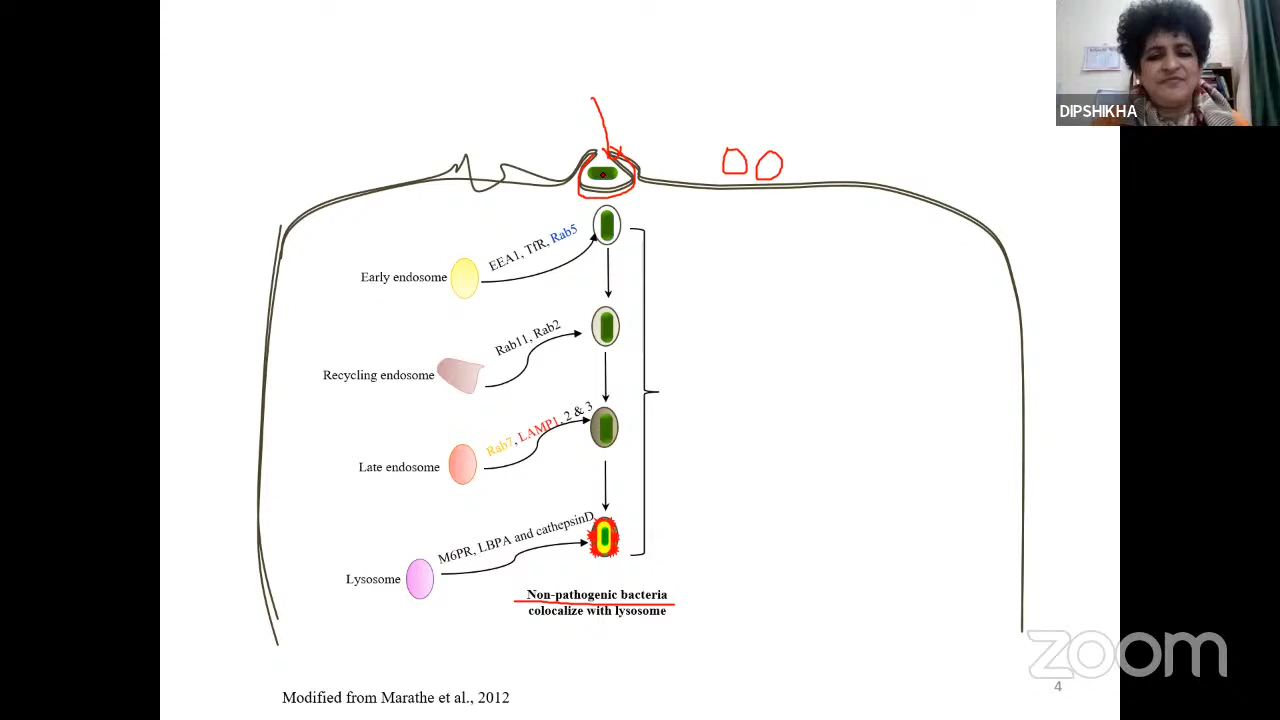 DIPSHIKHA
EEA1, TfR, Rab5
Early endosome
Rab11, Rab2
Recycling endosome
Rab7, LAMP1, 2 & 3
Late endosome
M6PR, LBPA and cathepsinD
Lysosome
Non-pathogenic bacteria
colocalize with lysosome
zoom
4
Modified from Marathe et al., 2012